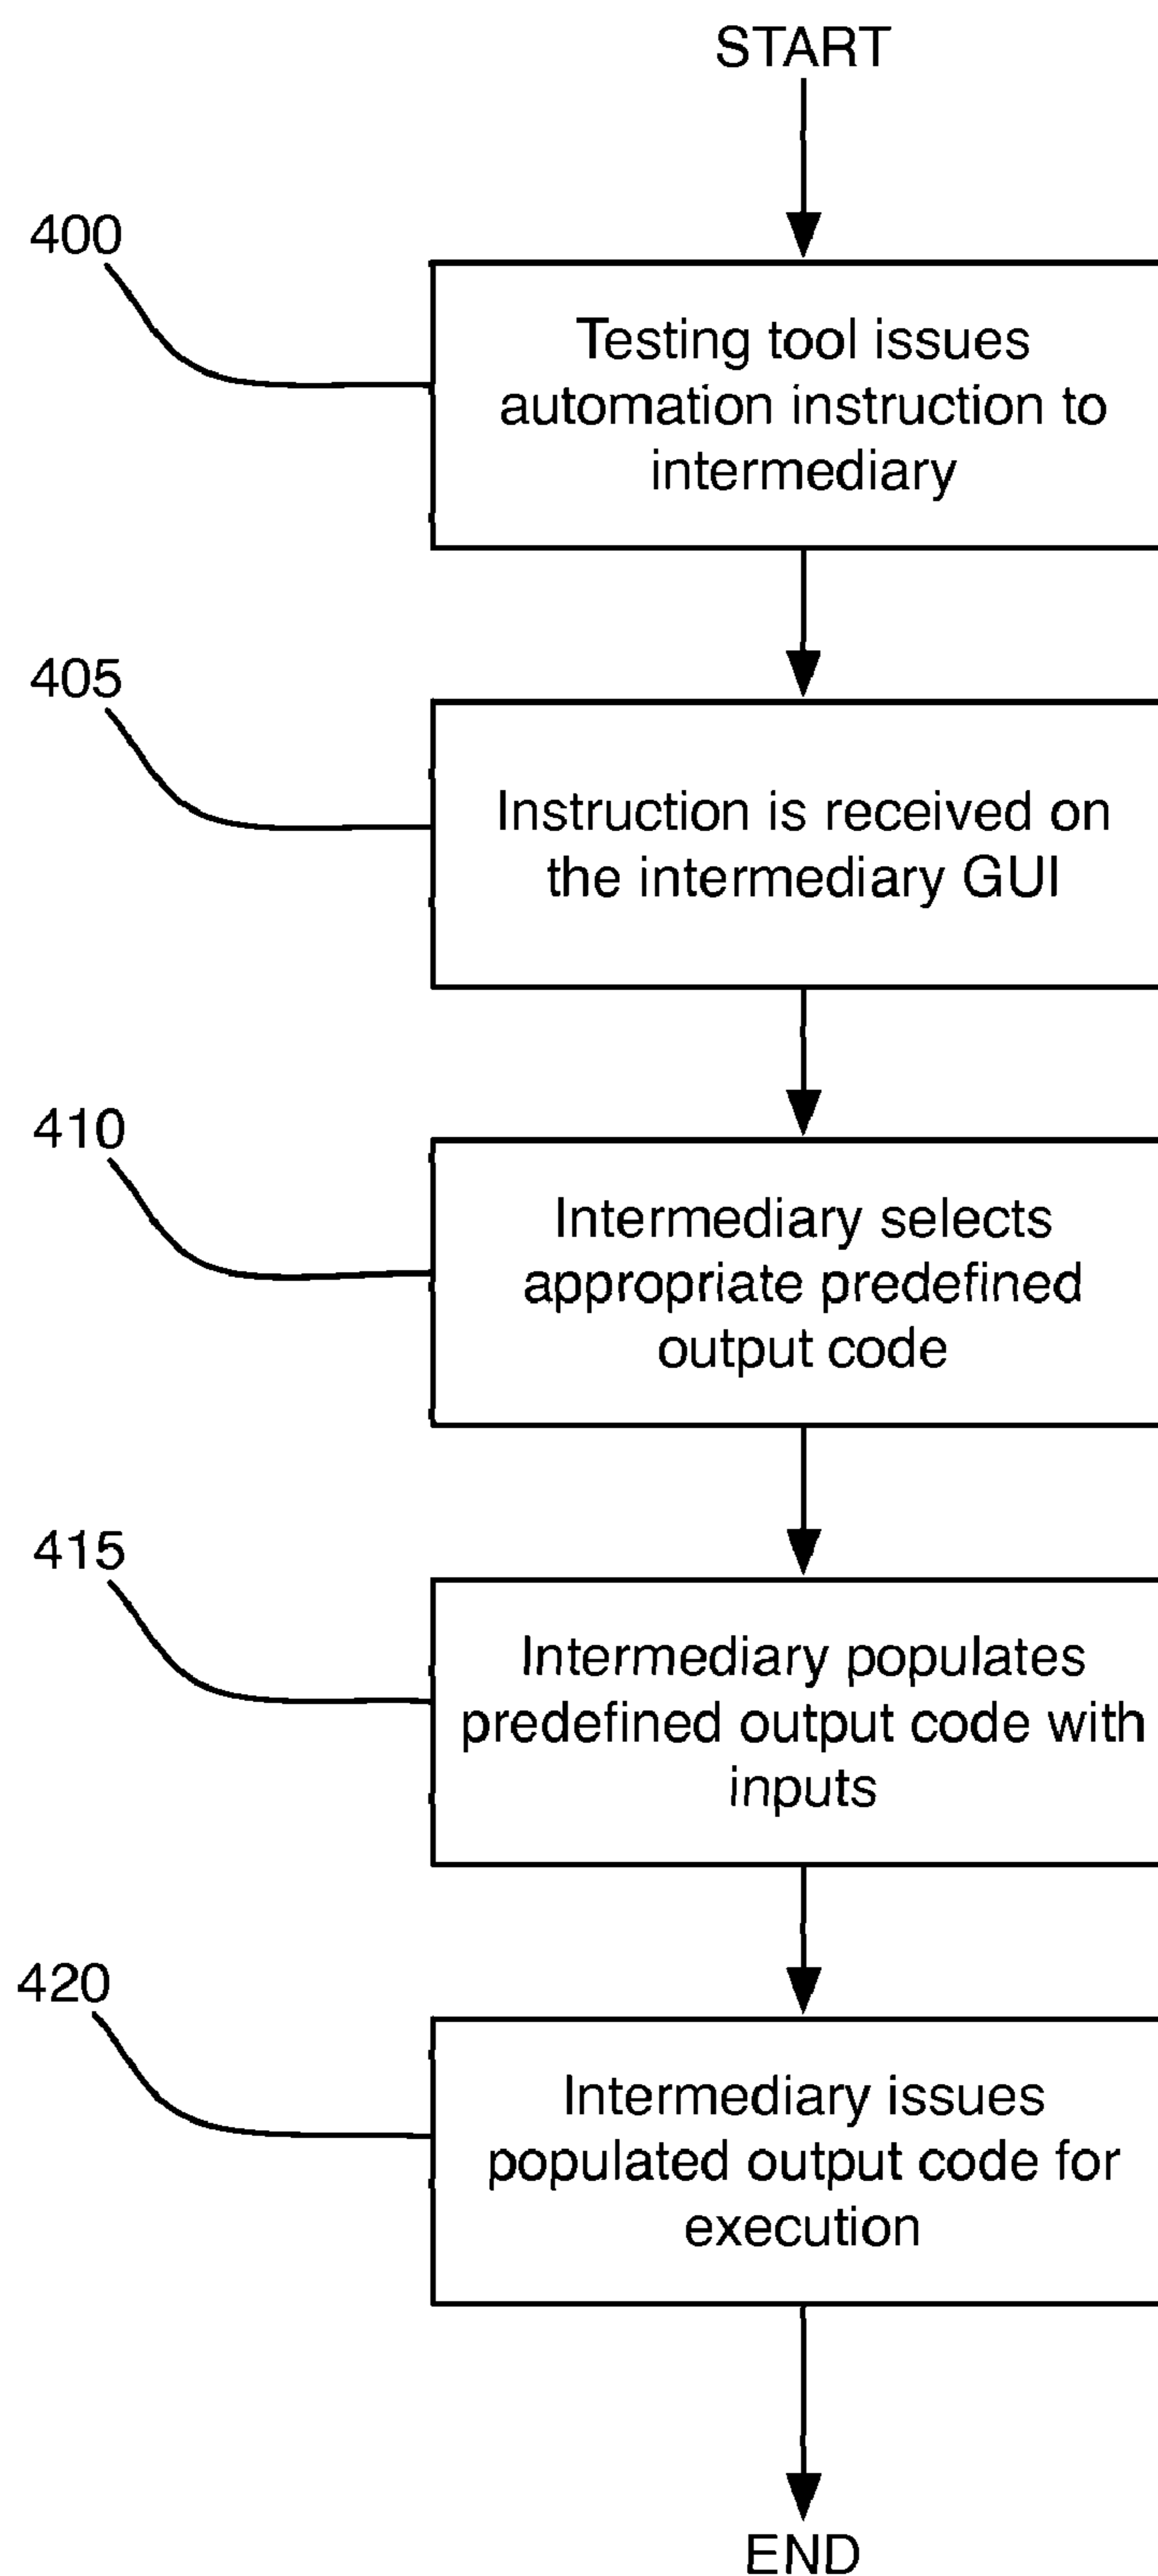 START
400
Testing tool issues
automation instruction to
intermediary
405
Instruction is received on
the intermediary GUI
410
Intermediary selects
appropriate predefined
output code
415
Intermediary populates
predefined output code with
inputs
420
Intermediary issues
populated output code for
execution
END